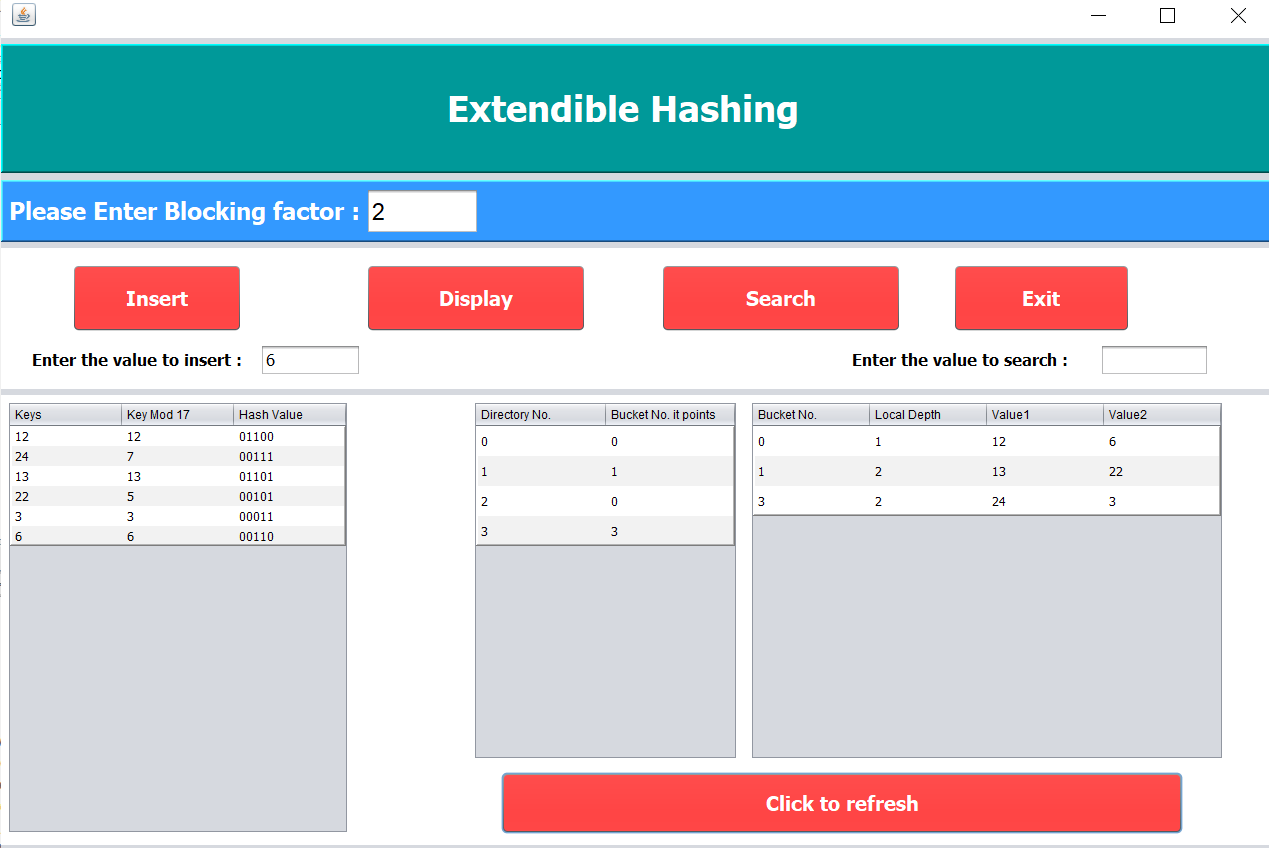 Extendible Hashing
Please Enter Blocking factor : 2
Insert Display Search Exit
Enter the value to insert : 6 Enter the value to search :
Keys Key Mod 17 Hash Value
12 12 01100
24 7 00111
13 13 01101
22 5 00101
3 3 00011
6 6 00110
Directory No. Bucket No. it points
0 0
1 1
2 0
3 3
Bucket No. Local Depth Value1 Value2
0 1 12 6
1 2 13 22
3 2 24 3
Click to refresh